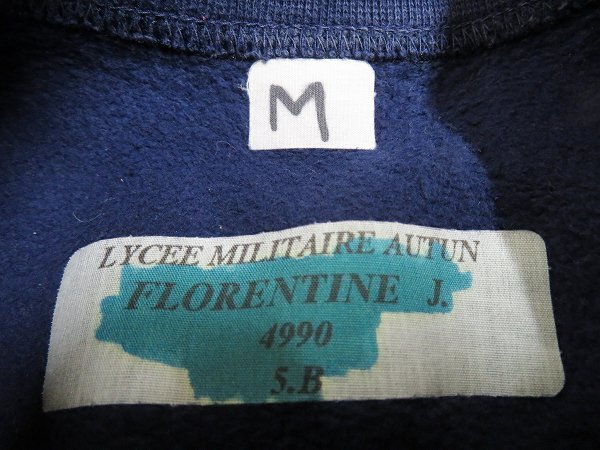 M
LYCEE MILITAIRE AUTUN
FLORENTINE J.
4990
5.B